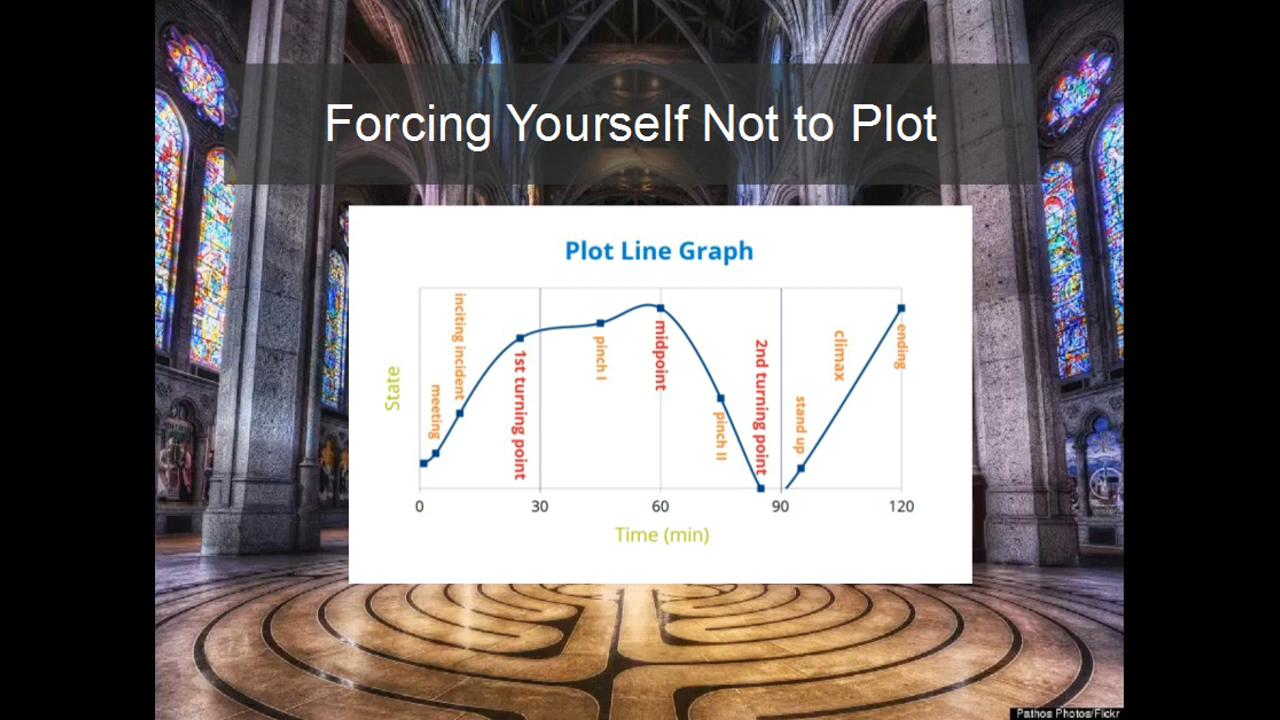 Forcing Yourself Not to Plot
Plot Line Graph
State
meeting
inciting incident
1st turning point
pinch I
midpoint
pinch II
2nd turning point
stand up
climax
ending
0 30 60 90 120
Time (min)
Pathos Photos/Flickr